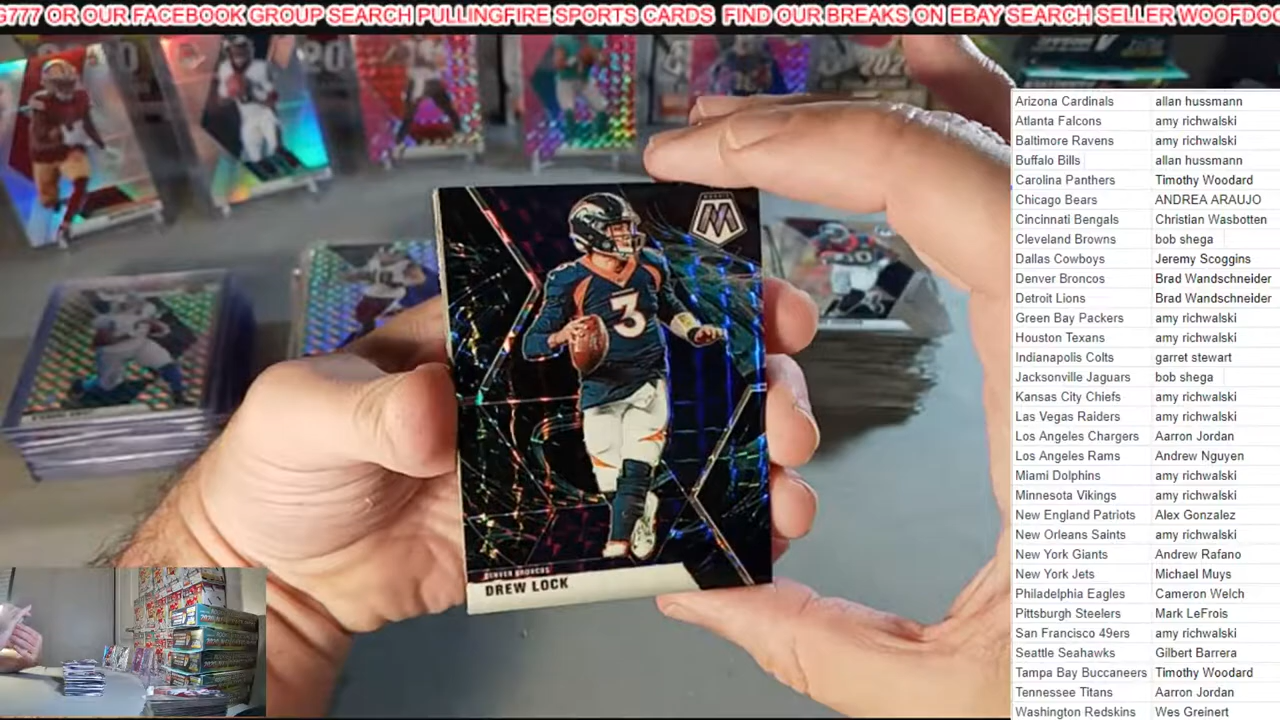 G777 OR OUR FACEBOOK GROUP SEARCH PULLINGFIRE SPORTS CARDS FIND OUR BREAKS ON EBAY SEARCH SELLER WOOFDOG
Arizona Cardinals allan hussmann
Atlanta Falcons amy richwalski
Baltimore Ravens amy richwalski
Buffalo Bills allan hussmann
Carolina Panthers Timothy Woodard
Chicago Bears ANDREA ARAUJO
Cincinnati Bengals Christian Wasbotten
Cleveland Browns bob shega
Dallas Cowboys Jeremy Scoggins
Denver Broncos Brad Wandschneider
Detroit Lions Brad Wandschneider
Green Bay Packers amy richwalski
Houston Texans amy richwalski
Indianapolis Colts garret stewart
Jacksonville Jaguars bob shega
Kansas City Chiefs amy richwalski
Las Vegas Raiders amy richwalski
Los Angeles Chargers Aarron Jordan
Los Angeles Rams Andrew Nguyen
Miami Dolphins amy richwalski
Minnesota Vikings amy richwalski
New England Patriots Alex Gonzalez
New Orleans Saints amy richwalski
New York Giants Andrew Rafano
New York Jets Michael Muys
Philadelphia Eagles Cameron Welch
Pittsburgh Steelers Mark LeFrois
San Francisco 49ers amy richwalski
Seattle Seahawks Gilbert Barrera
Tampa Bay Buccaneers Timothy Woodard
Tennessee Titans Aarron Jordan
Washington Redskins Wes Greinert
M
3
DENVER BRONCOS
DREW LOCK